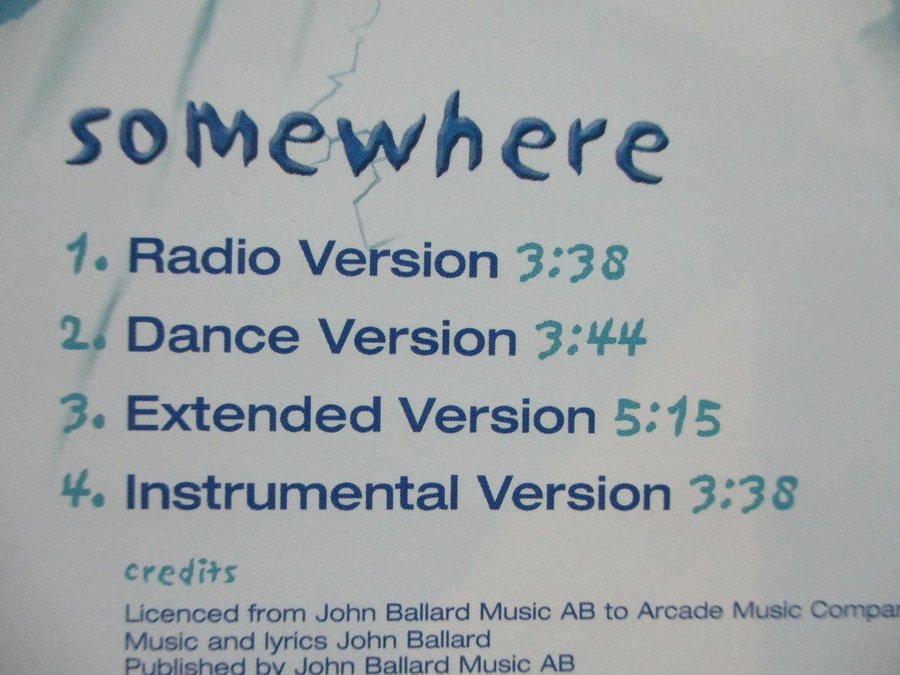 somewhere
1. Radio Version 3:38
2. Dance Version 3:44
3. Extended Version 5:15
4. Instrumental Version 3:38
credits
Licenced from John Ballard Music AB to Arcade Music
Music and lyrics John Ballard
Published by John Ballard Music AB